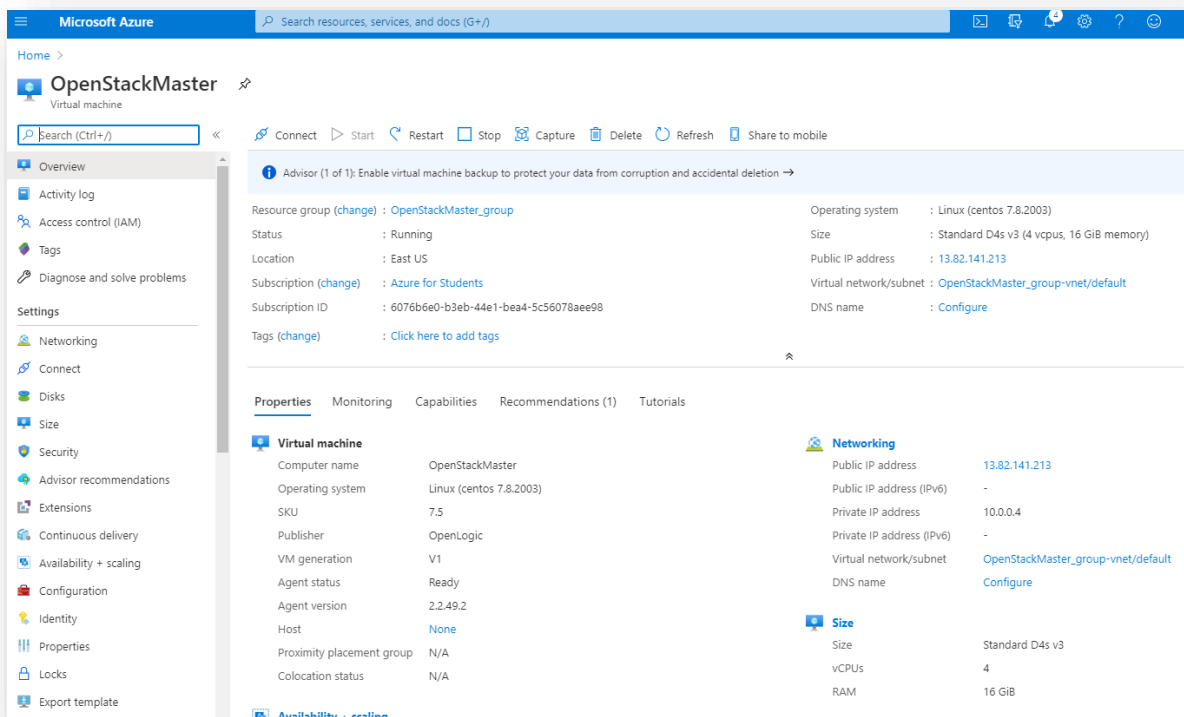 Microsoft Azure
Search resources, services, and docs (G+/)
4
Home >
OpenStackMaster
Virtual machine
Search (Ctrl+/)
«
Connect Start Restart Stop Capture Delete Refresh Share to mobile
Overview
Activity log
Access control (IAM)
Tags
Diagnose and solve problems
Settings
Networking
Connect
Disks
Size
Security
Advisor recommendations
Extensions
Continuous delivery
Availability + scaling
Configuration
Identity
Properties
Locks
Export template
Advisor (1 of 1): Enable virtual machine backup to protect your data from corruption and accidental deletion →
Resource group (change) : OpenStackMaster_group
Status : Running
Location : East US
Subscription (change) : Azure for Students
Subscription ID : 6076b6e0-b3eb-44e1-bea4-5c56078aee98
Tags (change) : Click here to add tags
Operating system : Linux (centos 7.8.2003)
Size : Standard D4s v3 (4 vcpus, 16 GiB memory)
Public IP address : 13.82.141.213
Virtual network/subnet : OpenStackMaster_group-vnet/default
DNS name : Configure
Properties Monitoring Capabilities Recommendations (1) Tutorials
Virtual machine
Computer name OpenStackMaster
Operating system Linux (centos 7.8.2003)
SKU 7.5
Publisher OpenLogic
VM generation V1
Agent status Ready
Agent version 2.2.49.2
Host None
Proximity placement group N/A
Colocation status N/A
Availability + scaling
Networking
Public IP address 13.82.141.213
Public IP address (IPv6) -
Private IP address 10.0.0.4
Private IP address (IPv6) -
Virtual network/subnet OpenStackMaster_group-vnet/default
DNS name Configure
Size
Size Standard D4s v3
vCPUs 4
RAM 16 GiB